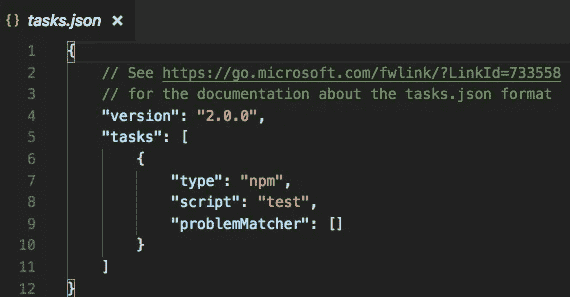 {} tasks.json ×
1 {
2 // See https://go.microsoft.com/fwlink/?LinkId=733558
3 // for the documentation about the tasks.json format
4 "version": "2.0.0",
5 "tasks": [
6 {
7 "type": "npm",
8 "script": "test",
9 "problemMatcher": []
10 }
11 ]
12 }